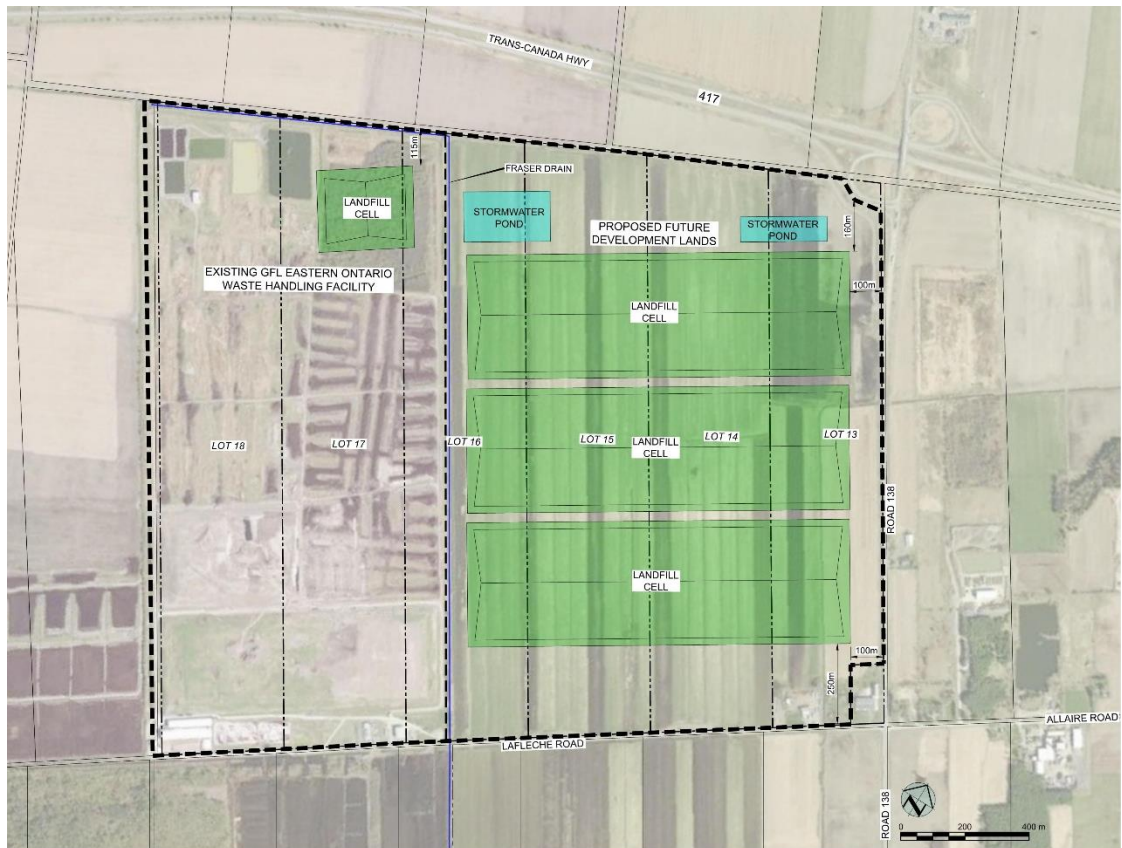 TRANS-CANADA HWY
417
115m
FRASER DRAIN
LANDFILL
CELL
STORMWATER
POND
PROPOSED FUTURE
DEVELOPMENT LANDS
STORMWATER
POND
160m
EXISTING GFL EASTERN ONTARIO
WASTE HANDLING FACILITY
100m
LANDFILL
CELL
LOT 18
LOT 17
LOT 16
LOT 15
LOT 14
LOT 13
LANDFILL
CELL
ROAD 138
LANDFILL
CELL
100m
250m
LAFLECHE ROAD
ALLAIRE ROAD
ROAD 138
N
0
200
400 m